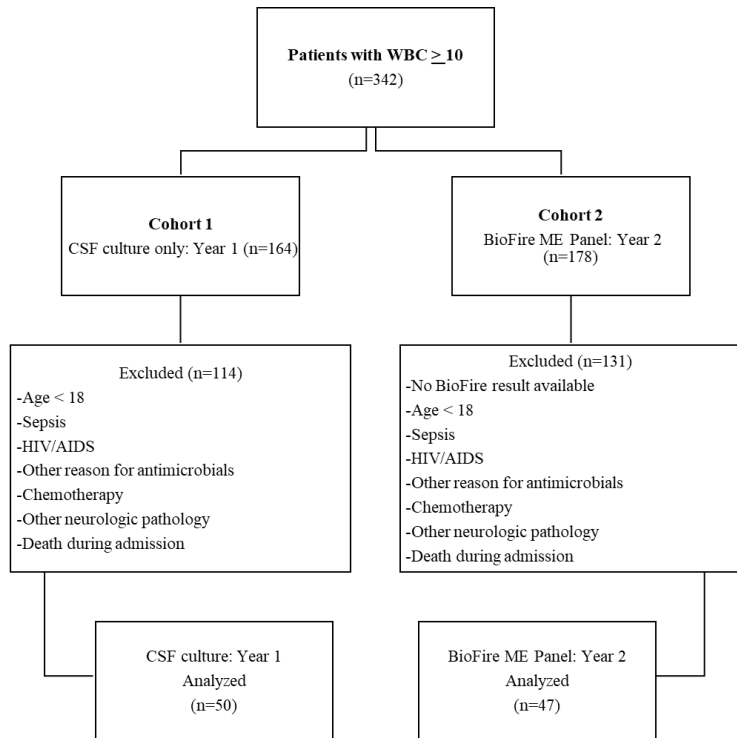 Patients with WBC ≥ 10
(n=342)
Cohort 1
CSF culture only: Year 1 (n=164)
Cohort 2
BioFire ME Panel: Year 2
(n=178)
Excluded (n=114)
-Age < 18
-Sepsis
-HIV/AIDS
-Other reason for antimicrobials
-Chemotherapy
-Other neurologic pathology
-Death during admission
Excluded (n=131)
-No BioFire result available
-Age < 18
-Sepsis
-HIV/AIDS
-Other reason for antimicrobials
-Chemotherapy
-Other neurologic pathology
-Death during admission
CSF culture: Year 1
Analyzed
(n=50)
BioFire ME Panel: Year 2
Analyzed
(n=47)